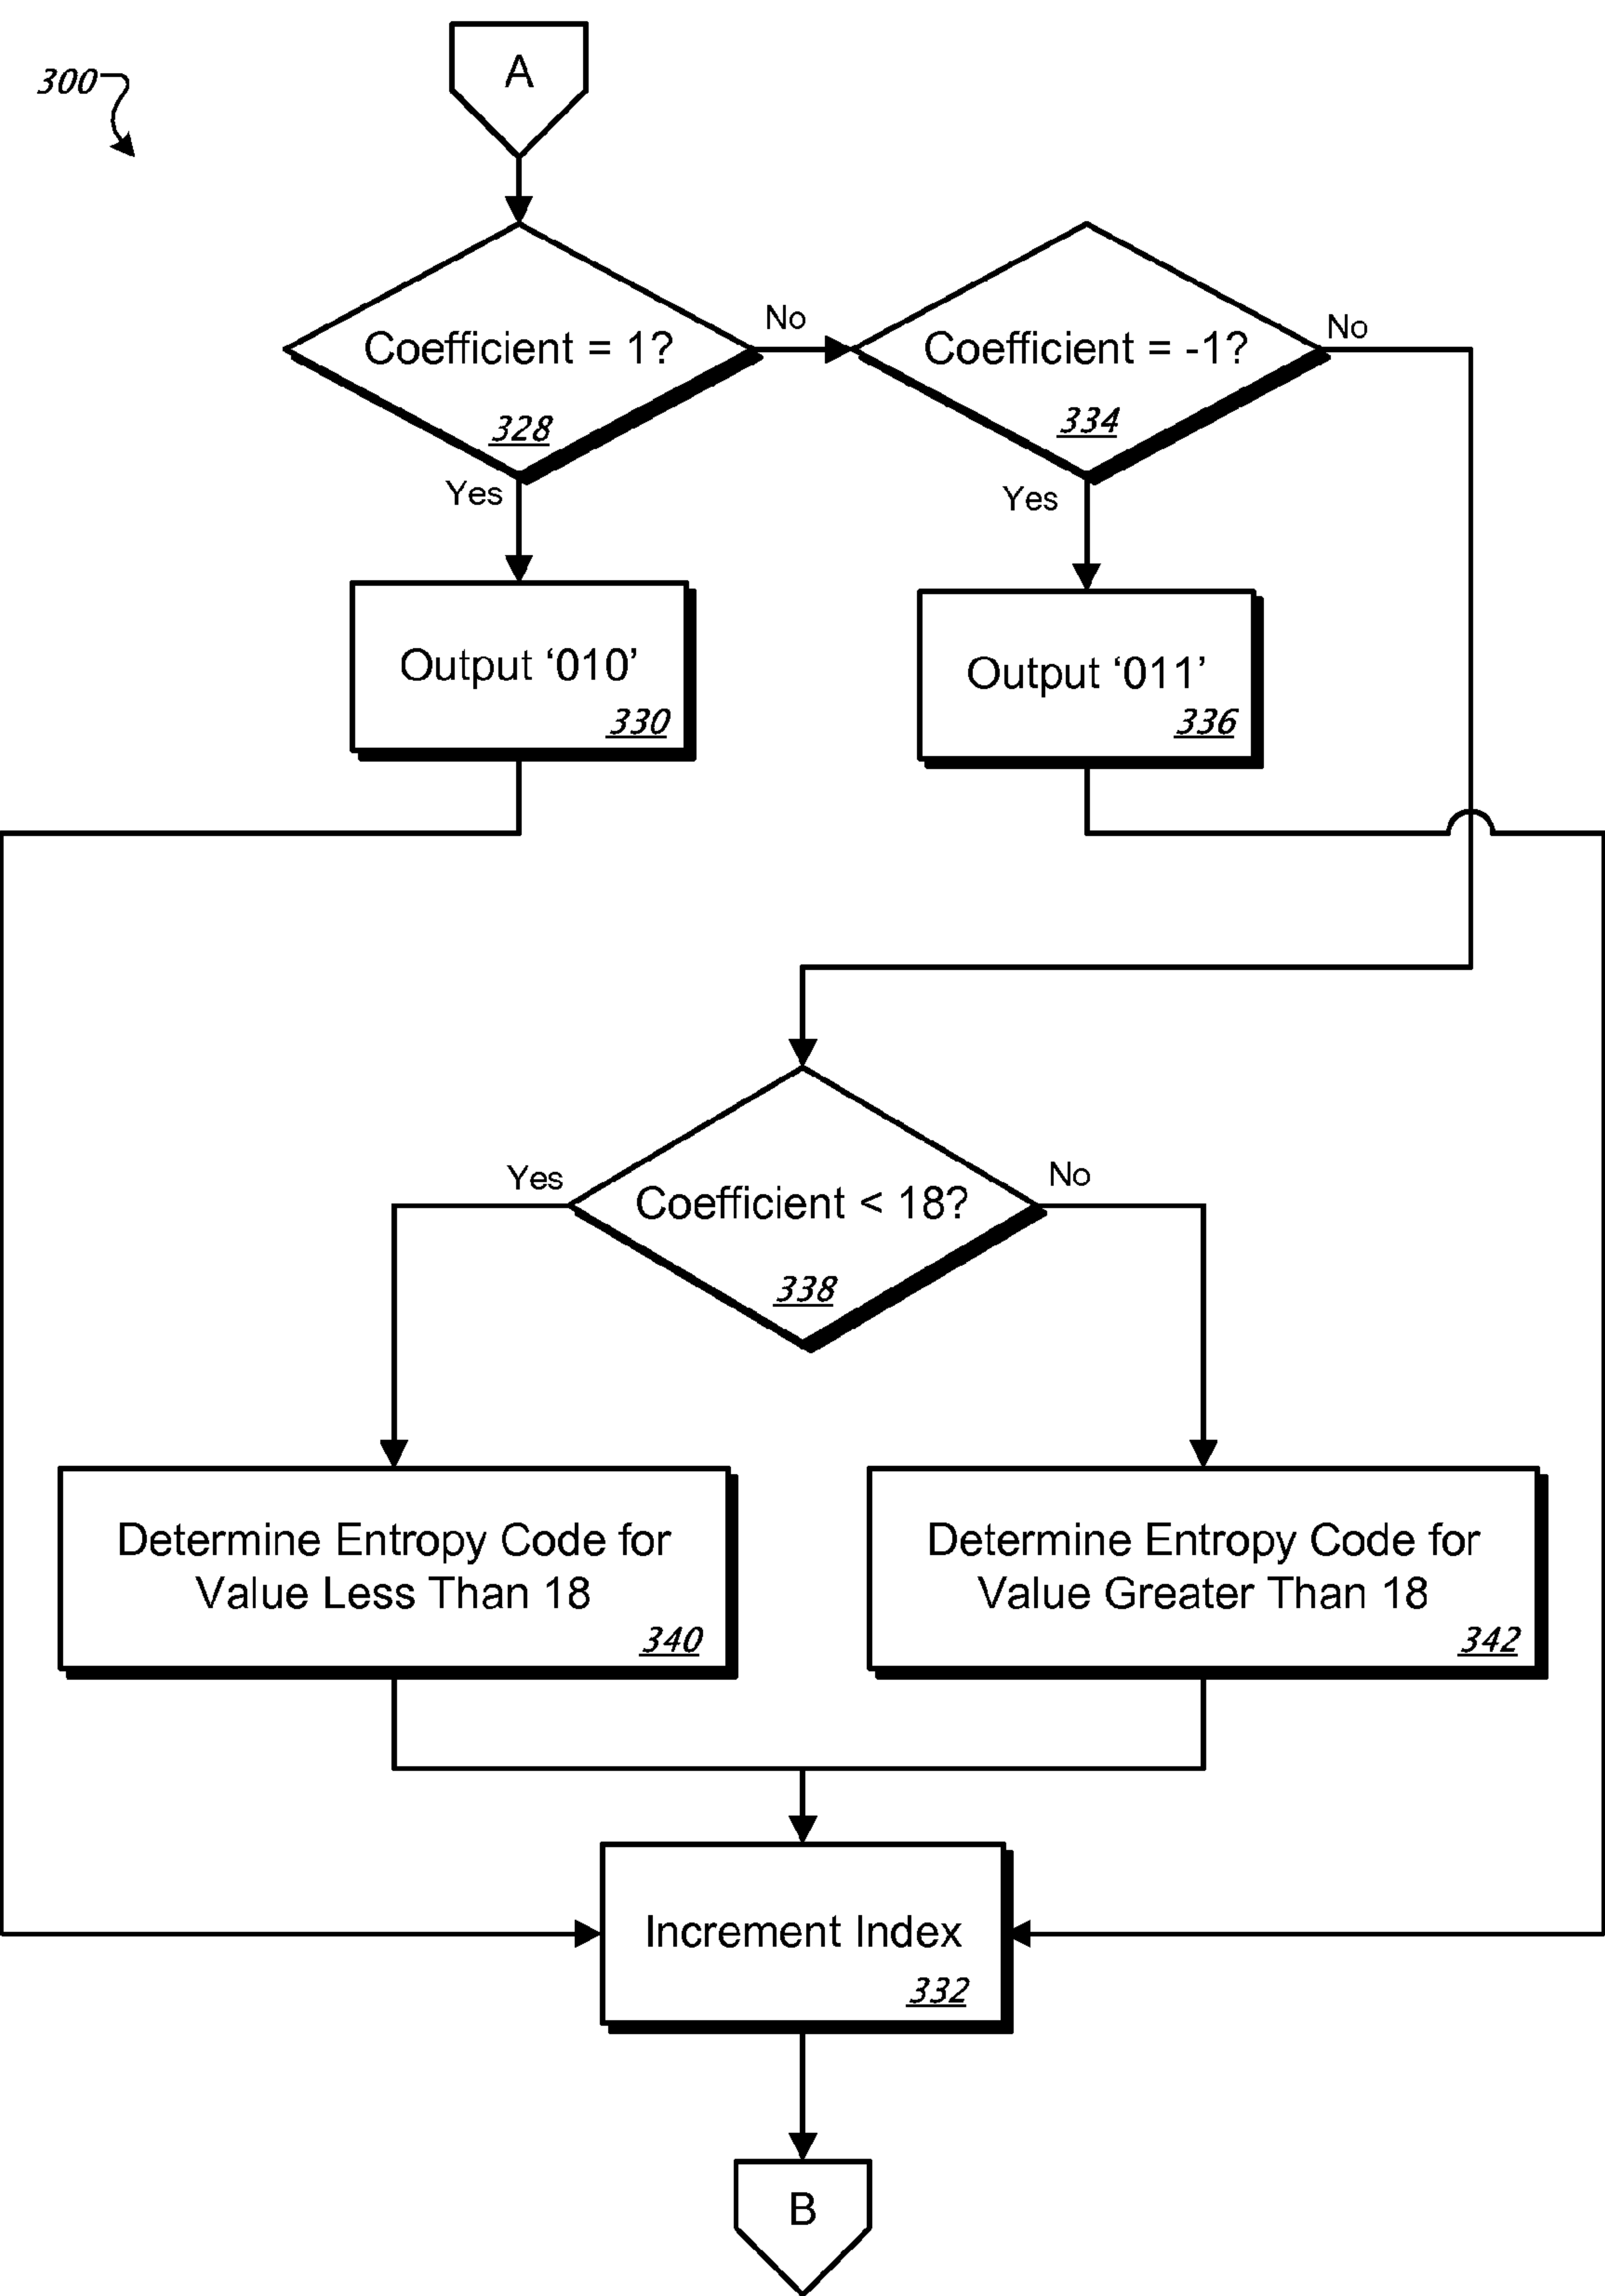 300
A
Coefficient = 1?
328
No
Coefficient = -1?
334
No
Yes
Yes
Output ‘010’
330
Output ‘011’
336
Coefficient < 18?
338
Yes
No
Determine Entropy Code for
Value Less Than 18
340
Determine Entropy Code for
Value Greater Than 18
342
Increment Index
332
B